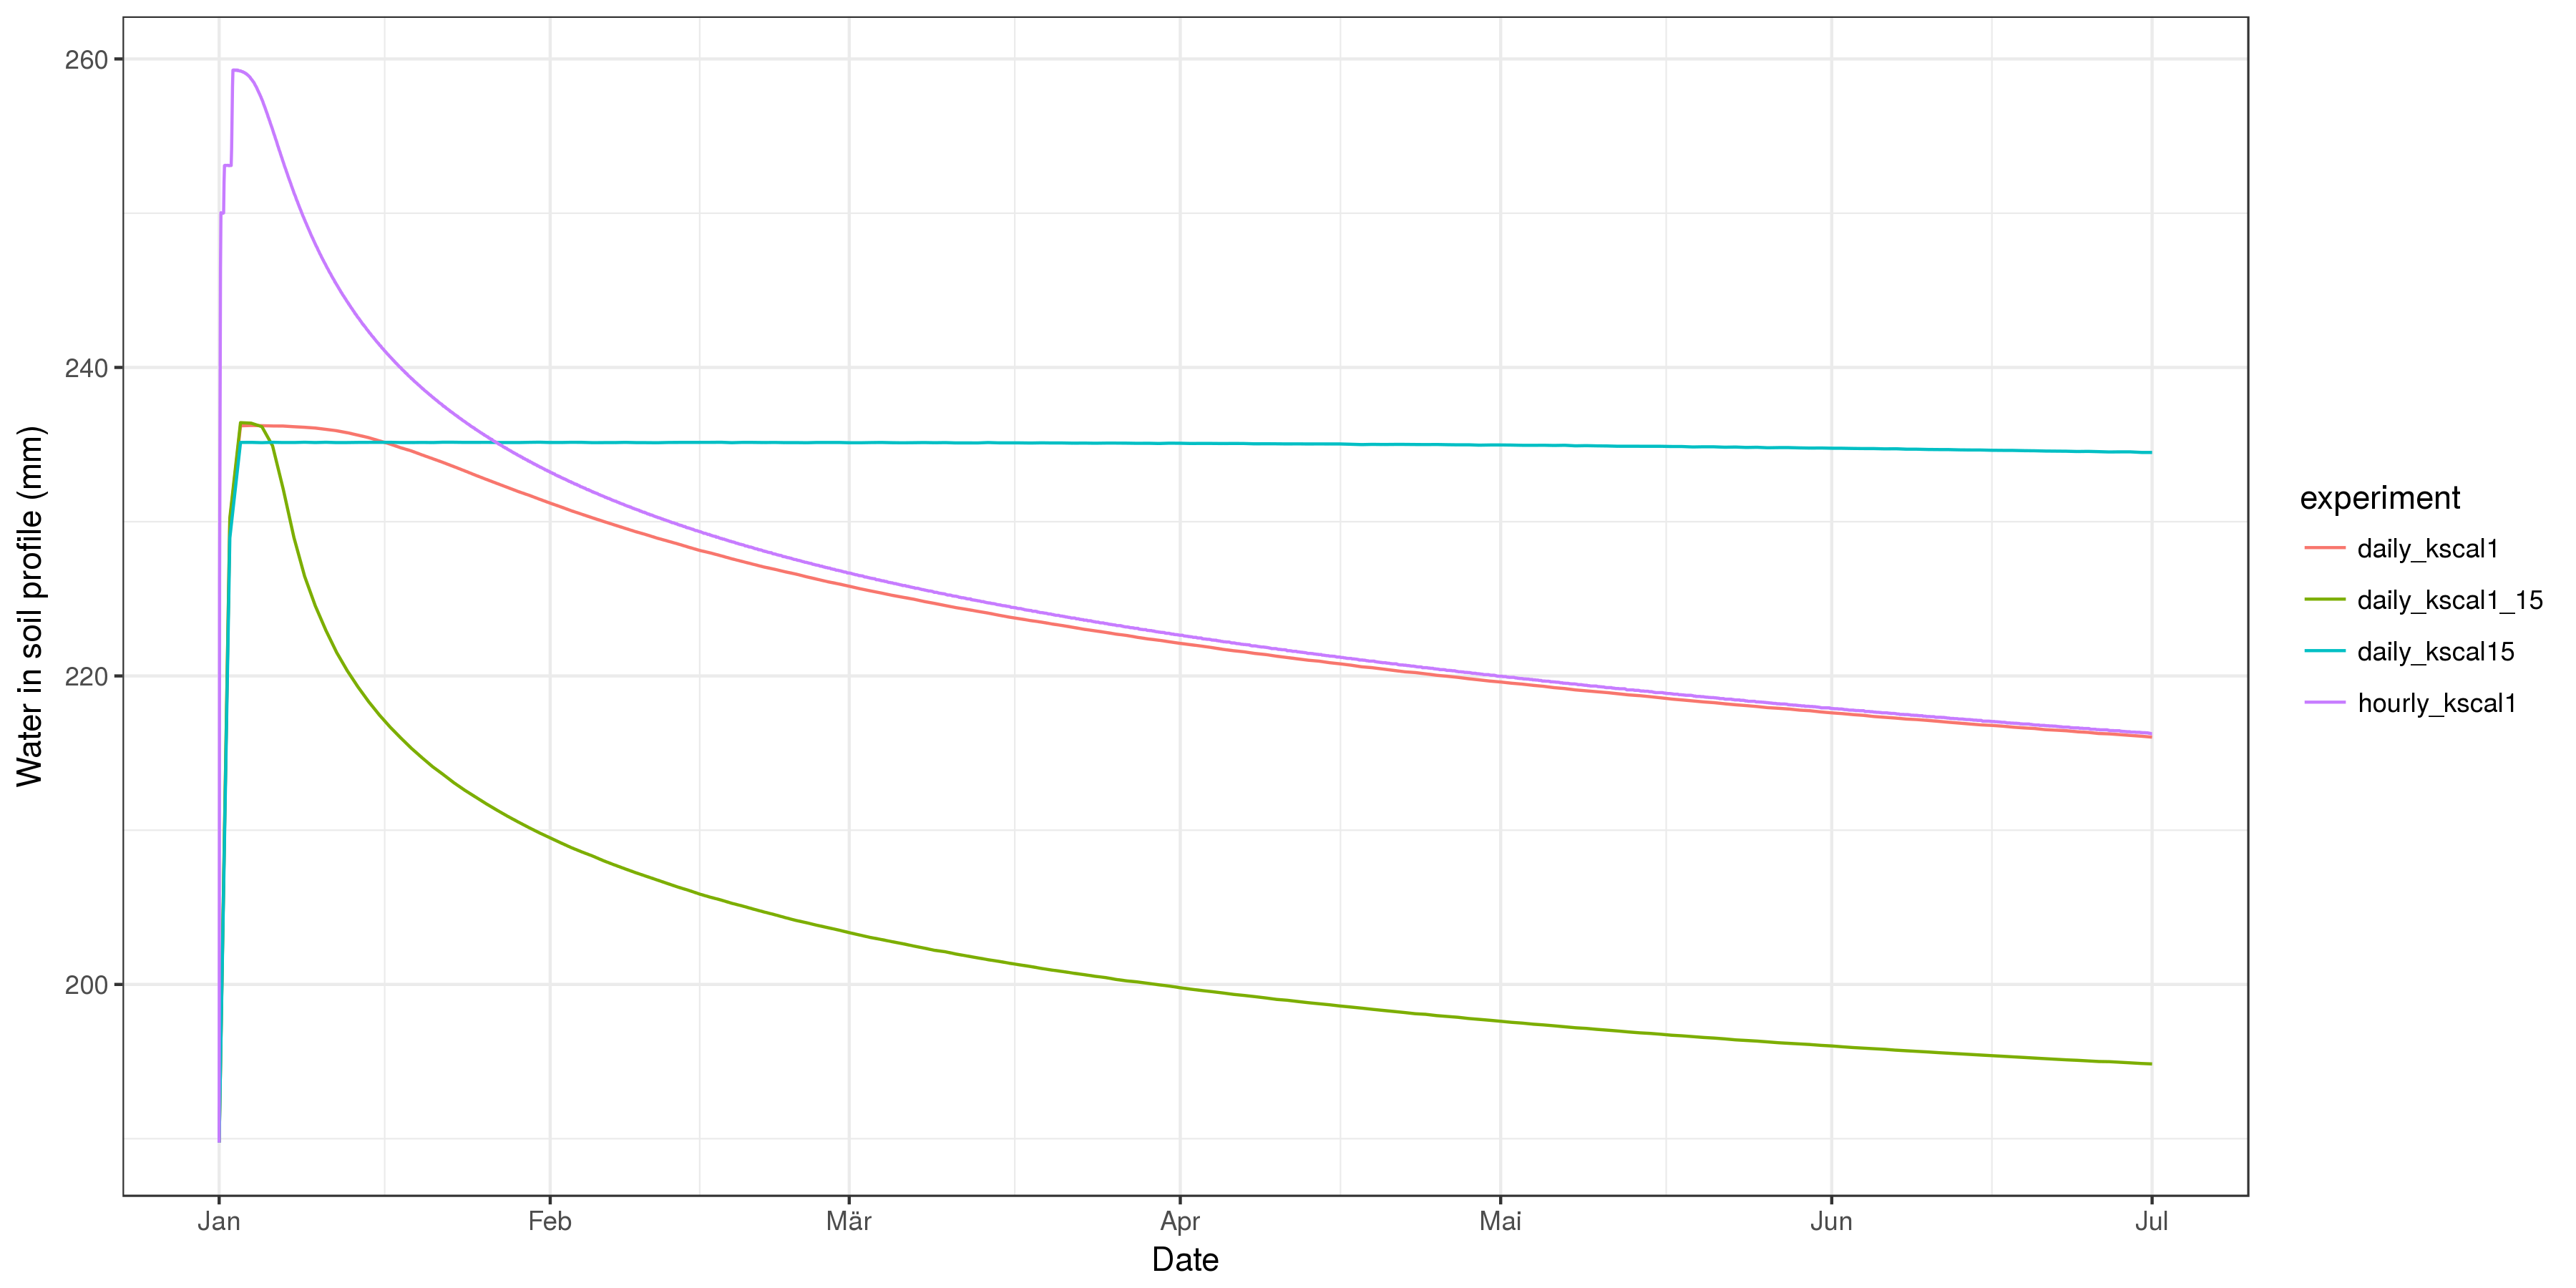 260
240
220
200
Water in soil profile (mm)
Jan Feb Mär Apr Mai Jun Jul
Date
experiment
daily_kscal1
daily_kscal1_15
daily_kscal15
hourly_kscal1